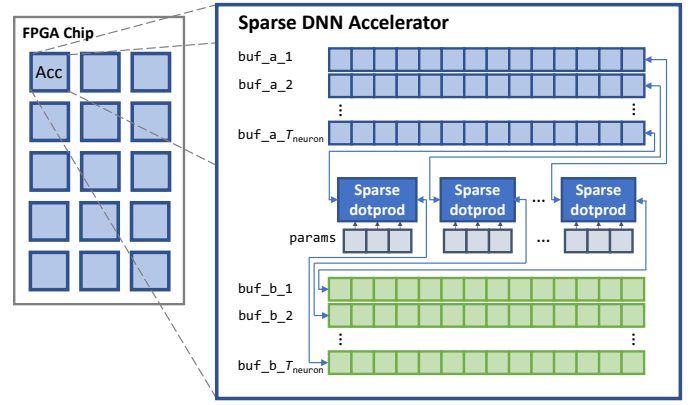 FPGA Chip
Acc
Sparse DNN Accelerator
buf_a_1
buf_a_2
⋮ ⋮
buf_a_Tneuron
Sparse dotprod
Sparse dotprod
...
Sparse dotprod
params
...
buf_b_1
buf_b_2
⋮ ⋮
buf_b_Tneuron